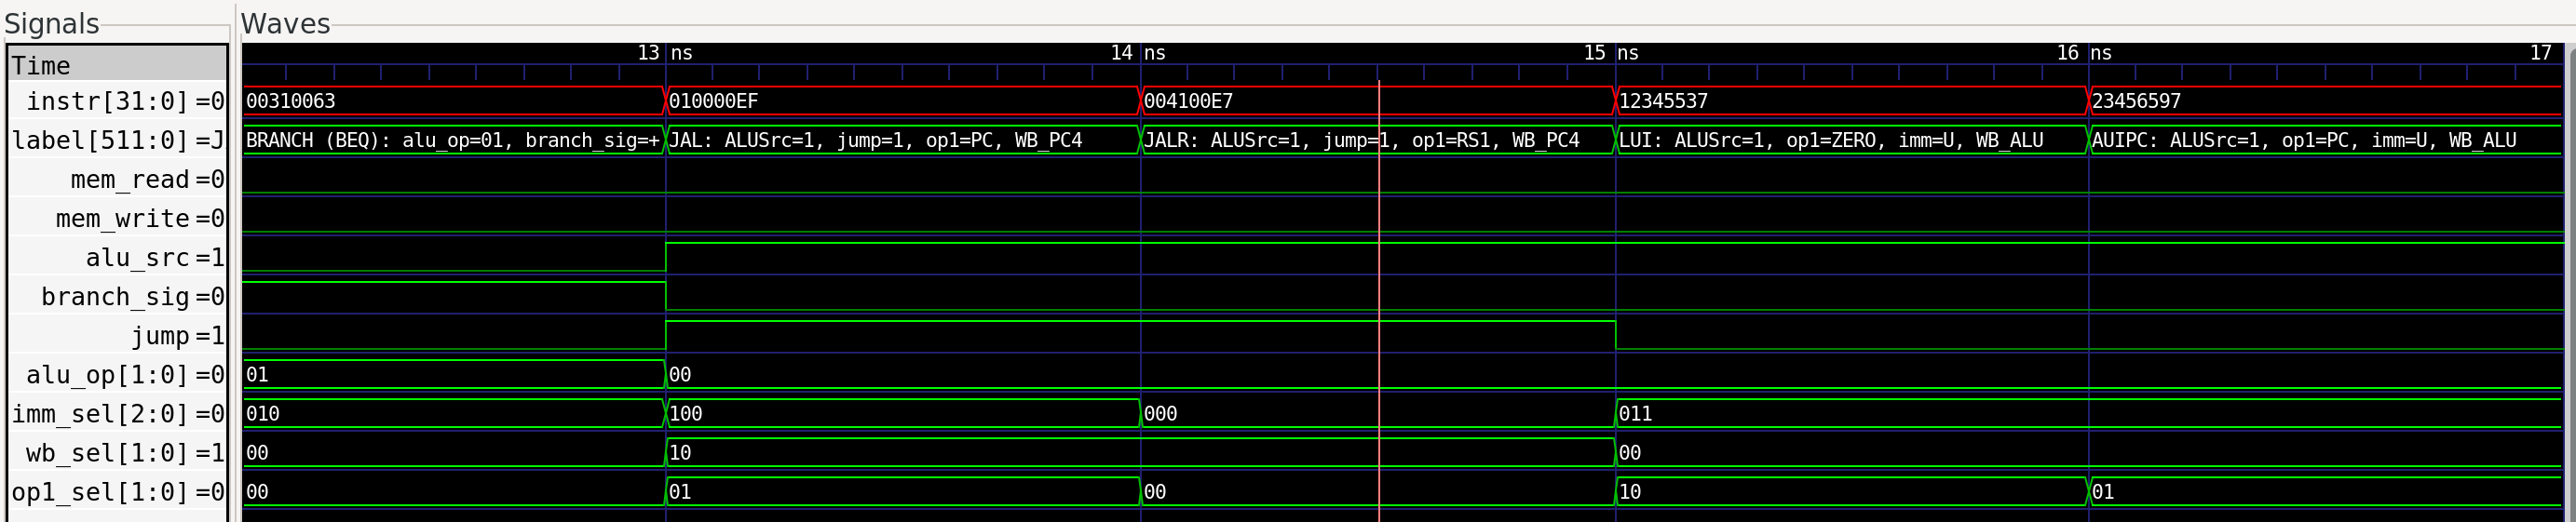 Signals Waves
Time 13 ns 14 ns 15 ns 16 ns 17
instr[31:0] =0 00310063 010000EF 004100E7 12345537 23456597
label[511:0] =J BRANCH (BEQ): alu_op=01, branch_sig=+ JAL: ALUSrc=1, jump=1, op1=PC, WB_PC4 JALR: ALUSrc=1, jump=1, op1=RS1, WB_PC4 LUI: ALUSrc=1, op1=ZERO, imm=U, WB_ALU AUIPC: ALUSrc=1, op1=PC, imm=U, WB_ALU
mem_read =0
mem_write =0
alu_src =1
branch_sig =0
jump =1
alu_op[1:0] =0 01 00
imm_sel[2:0] =0 010 100 000 011
wb_sel[1:0] =1 00 10 00
op1_sel[1:0] =0 00 01 00 10 01